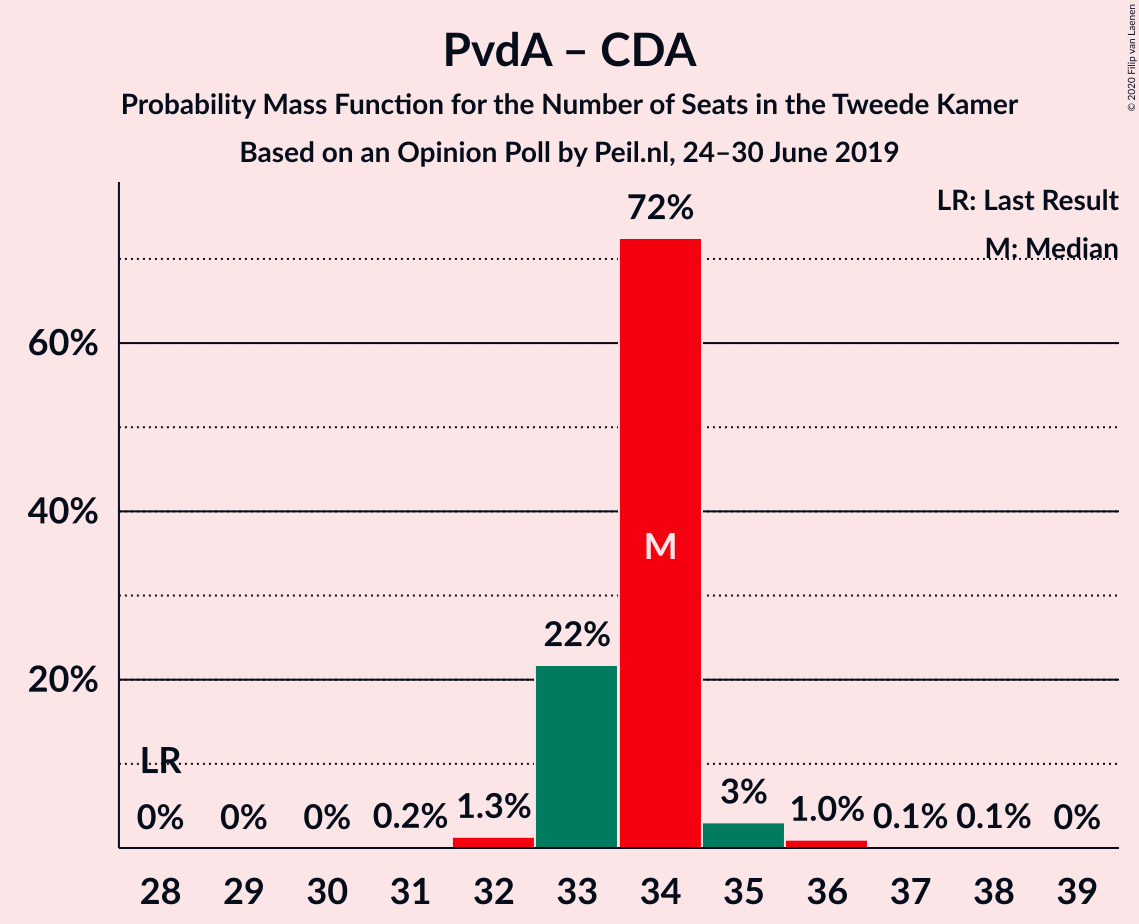 PvdA – CDA
Probability Mass Function for the Number of Seats in the Tweede Kamer
Based on an Opinion Poll by Peil.nl, 24–30 June 2019
© 2020 Filip van Laenen
LR: Last Result
M: Median
72%
60%
40%
M
22%
20%
LR
0% 0% 0% 0.2% 1.3% 3% 1.0% 0.1% 0.1% 0%
28 29 30 31 32 33 34 35 36 37 38 39